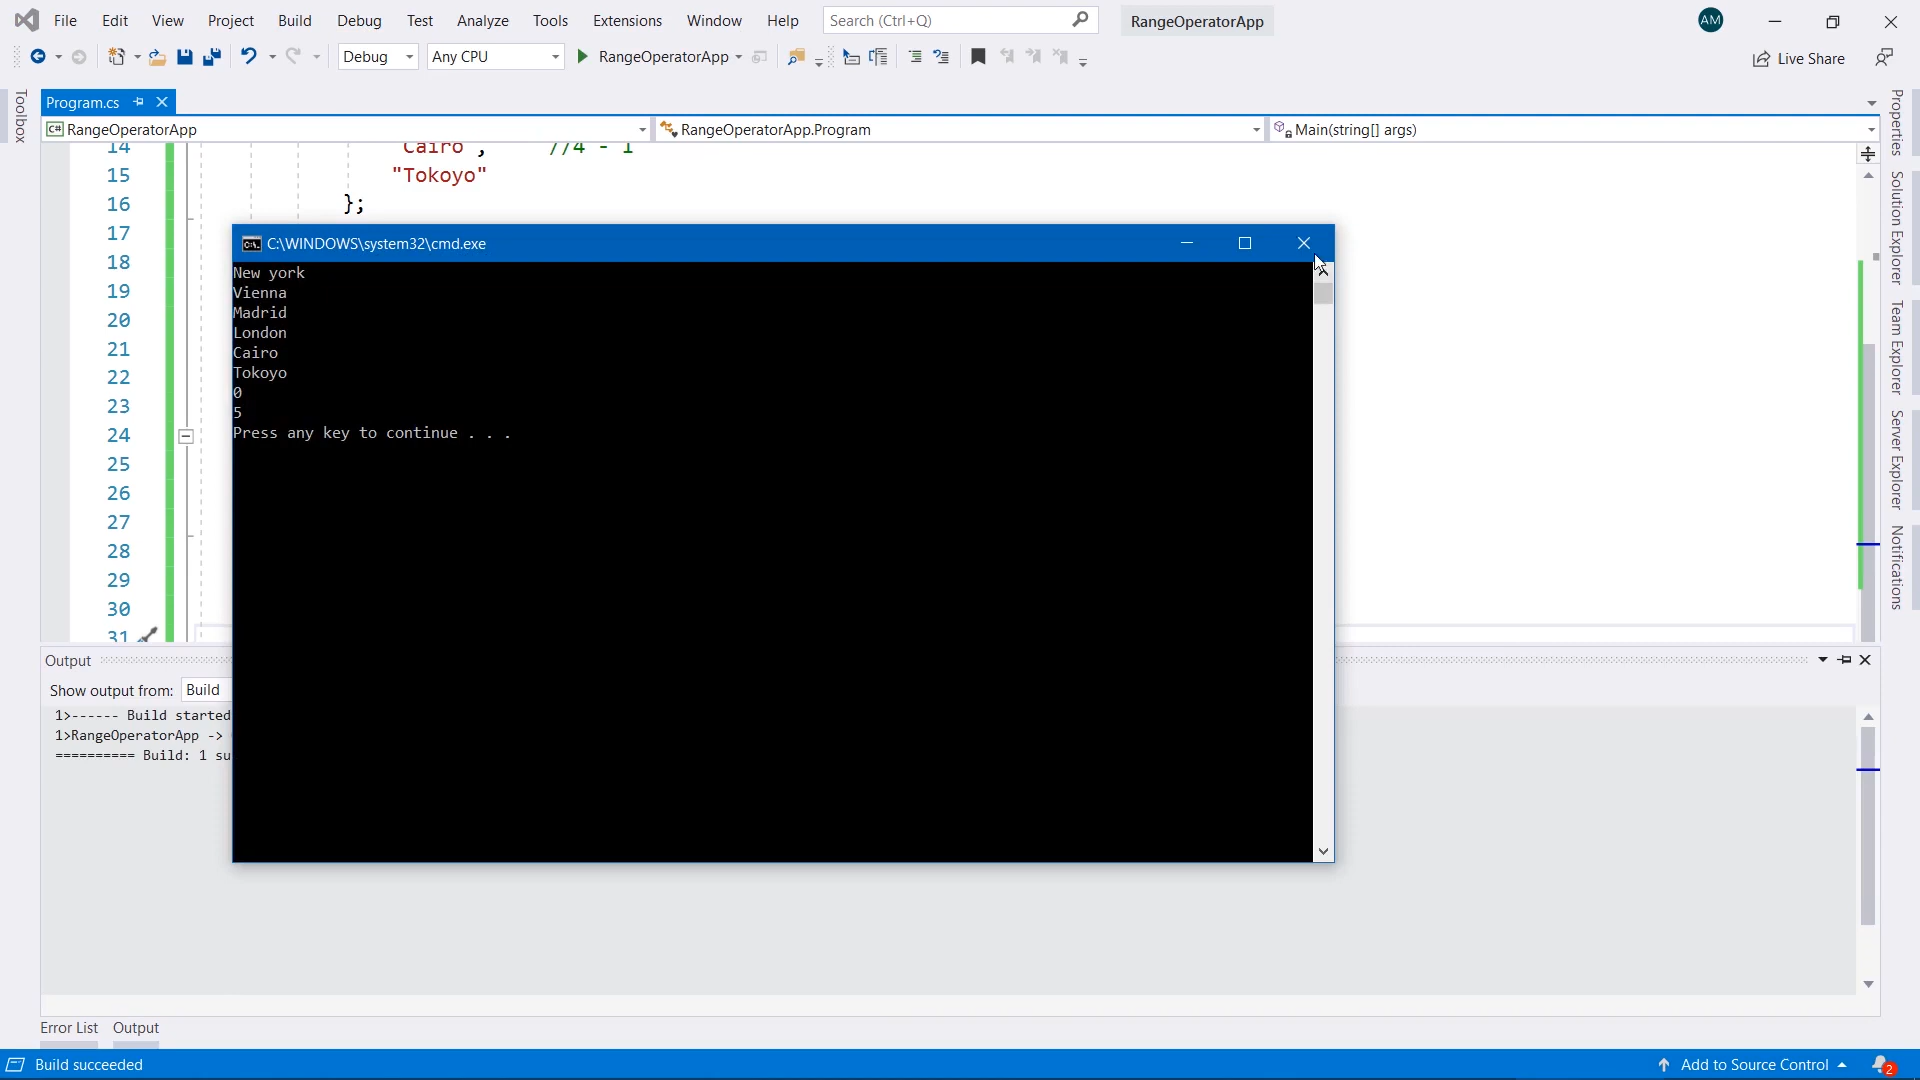 File Edit View Project Build Debug Test Analyze Tools Extensions Window Help Search (Ctrl+Q) RangeOperatorApp AM
Debug Any CPU RangeOperatorApp Live Share
Toolbox
Program.cs
C# RangeOperatorApp RangeOperatorApp.Program Main(string[] args)
14 "Cairo", //4 - 1
15 "Tokoyo"
16 };
17
18
19
20
21
22
23
24
25
26
27
28
29
30
31
C:\WINDOWS\system32\cmd.exe
New york
Vienna
Madrid
London
Cairo
Tokoyo
0
5
Press any key to continue . . .
Properties
Solution Explorer
Team Explorer
Server Explorer
Notifications
Output
Show output from: Build
1>------ Build started
1>RangeOperatorApp ->
========== Build: 1 su
Error List Output
Build succeeded Add to Source Control 2